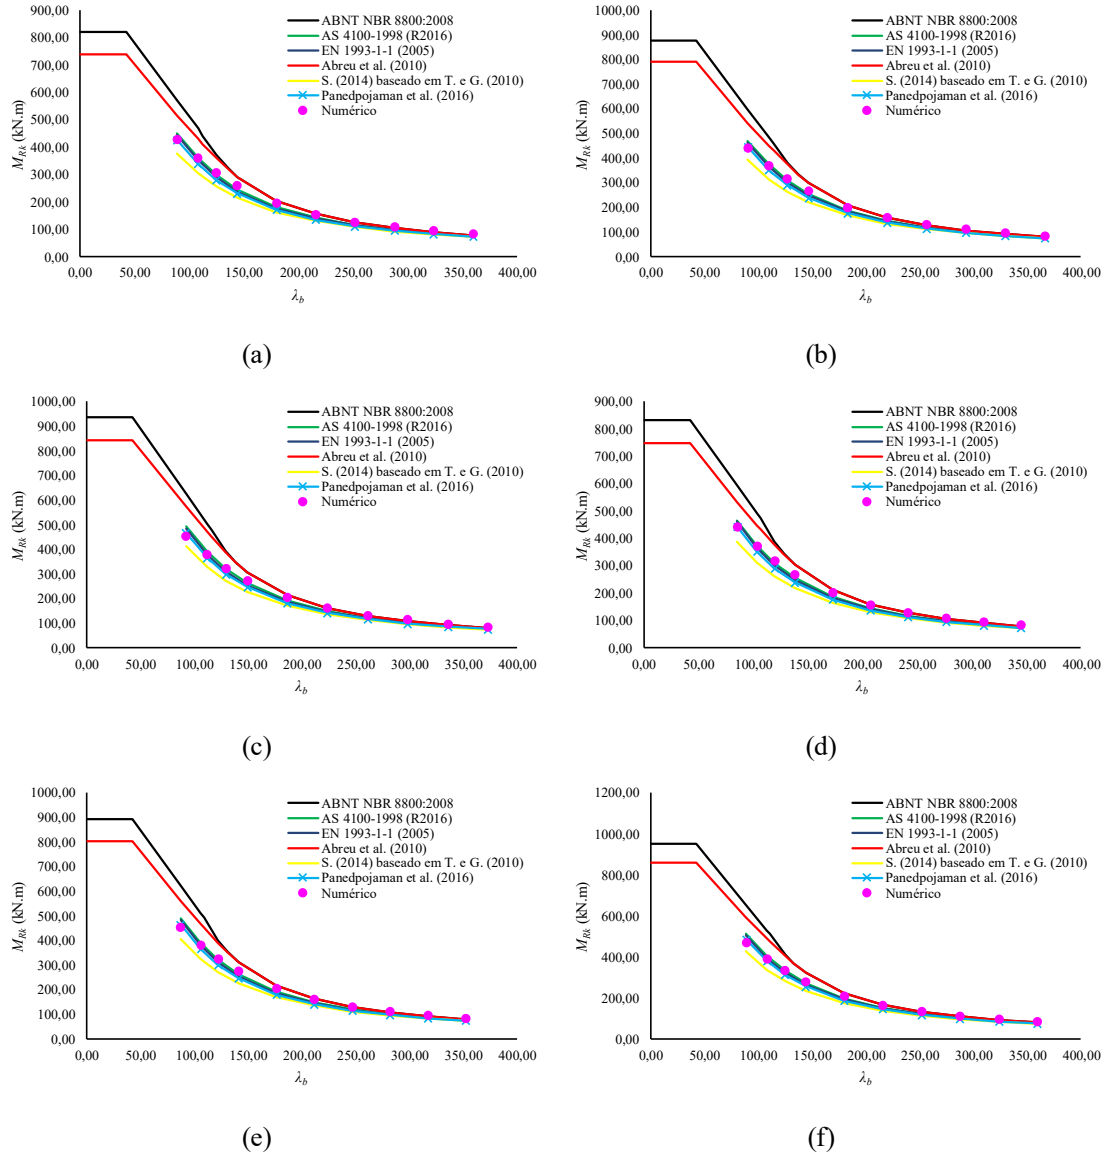 900,00
800,00
700,00
600,00
500,00
400,00
300,00
200,00
100,00
0,00
M_Rk (kN.m)
0,00 50,00 100,00 150,00 200,00 250,00 300,00 350,00 400,00
λ_b
ABNT NBR 8800:2008
AS 4100-1998 (R2016)
EN 1993-1-1 (2005)
Abreu et al. (2010)
S. (2014) baseado em T. e G. (2010)
Panedpojaman et al. (2016)
Numérico
(a)
1000,00
900,00
800,00
700,00
600,00
500,00
400,00
300,00
200,00
100,00
0,00
M_Rk (kN.m)
0,00 50,00 100,00 150,00 200,00 250,00 300,00 350,00 400,00
λ_b
ABNT NBR 8800:2008
AS 4100-1998 (R2016)
EN 1993-1-1 (2005)
Abreu et al. (2010)
S. (2014) baseado em T. e G. (2010)
Panedpojaman et al. (2016)
Numérico
(b)
1000,00
900,00
800,00
700,00
600,00
500,00
400,00
300,00
200,00
100,00
0,00
M_Rk (kN.m)
0,00 50,00 100,00 150,00 200,00 250,00 300,00 350,00 400,00
λ_b
ABNT NBR 8800:2008
AS 4100-1998 (R2016)
EN 1993-1-1 (2005)
Abreu et al. (2010)
S. (2014) baseado em T. e G. (2010)
Panedpojaman et al. (2016)
Numérico
(c)
900,00
800,00
700,00
600,00
500,00
400,00
300,00
200,00
100,00
0,00
M_Rk (kN.m)
0,00 50,00 100,00 150,00 200,00 250,00 300,00 350,00 400,00
λ_b
ABNT NBR 8800:2008
AS 4100-1998 (R2016)
EN 1993-1-1 (2005)
Abreu et al. (2010)
S. (2014) baseado em T. e G. (2010)
Panedpojaman et al. (2016)
Numérico
(d)
1000,00
900,00
800,00
700,00
600,00
500,00
400,00
300,00
200,00
100,00
0,00
M_Rk (kN.m)
0,00 50,00 100,00 150,00 200,00 250,00 300,00 350,00 400,00
λ_b
ABNT NBR 8800:2008
AS 4100-1998 (R2016)
EN 1993-1-1 (2005)
Abreu et al. (2010)
S. (2014) baseado em T. e G. (2010)
Panedpojaman et al. (2016)
Numérico
(e)
1200,00
1000,00
800,00
600,00
400,00
200,00
0,00
M_Rk (kN.m)
0,00 50,00 100,00 150,00 200,00 250,00 300,00 350,00 400,00
λ_b
ABNT NBR 8800:2008
AS 4100-1998 (R2016)
EN 1993-1-1 (2005)
Abreu et al. (2010)
S. (2014) baseado em T. e G. (2010)
Panedpojaman et al. (2016)
Numérico
(f)